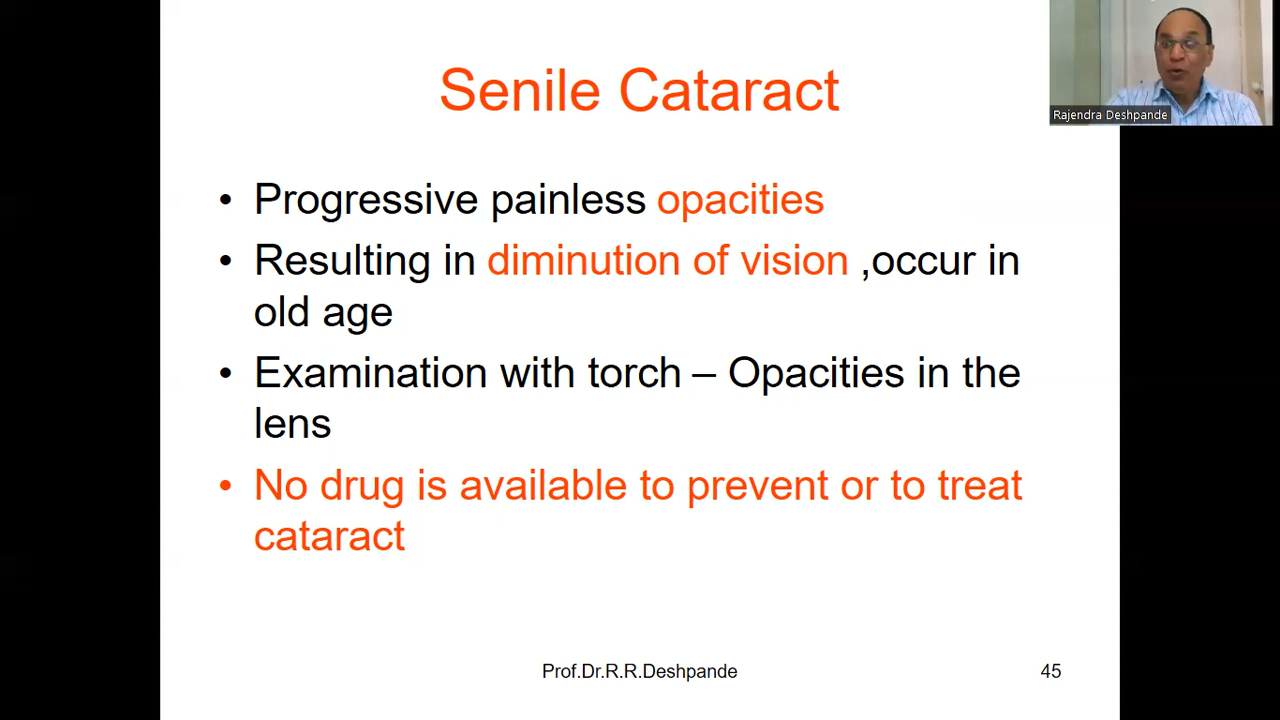 Senile Cataract
Rajendra Deshpande
• Progressive painless opacities
• Resulting in diminution of vision ,occur in
old age
• Examination with torch – Opacities in the
lens
• No drug is available to prevent or to treat
cataract
Prof.Dr.R.R.Deshpande
45